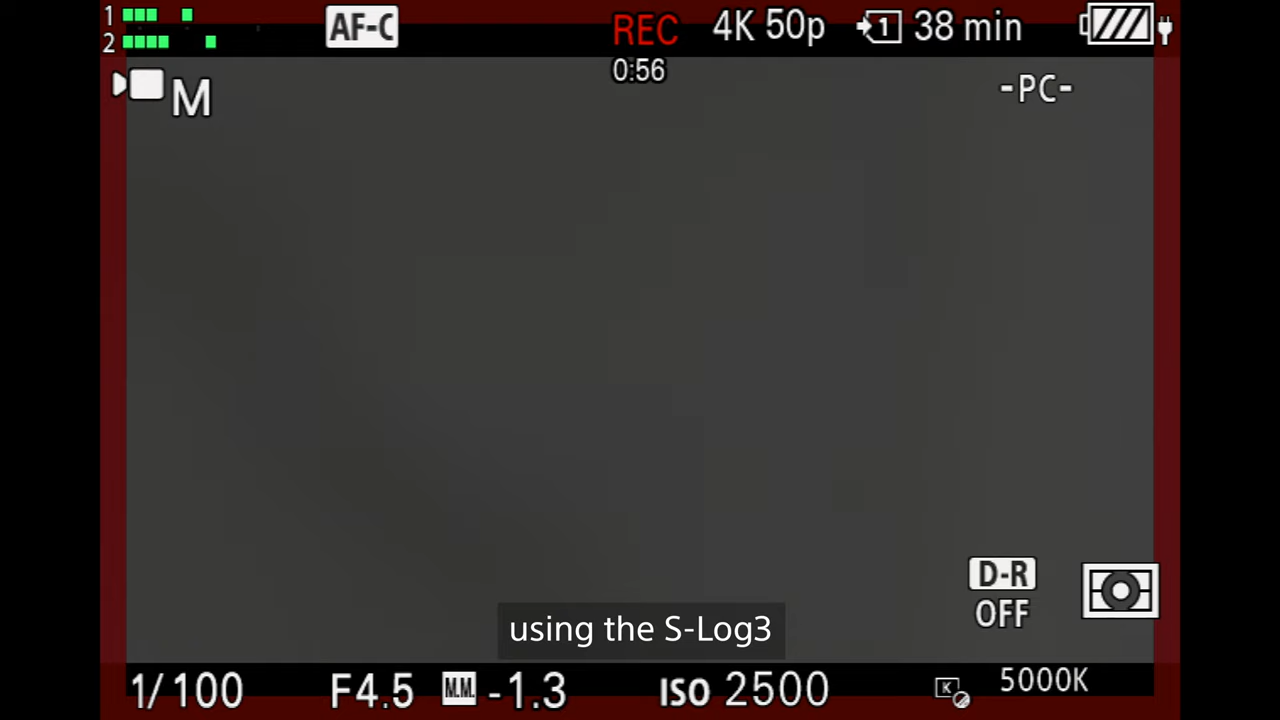 1
2
AF-C
REC
4K 50p
1
38 min
0:56
M
-PC-
D-R
OFF
using the S-Log3
1/100
F4.5
M.M.
-1.3
ISO 2500
K
5000K